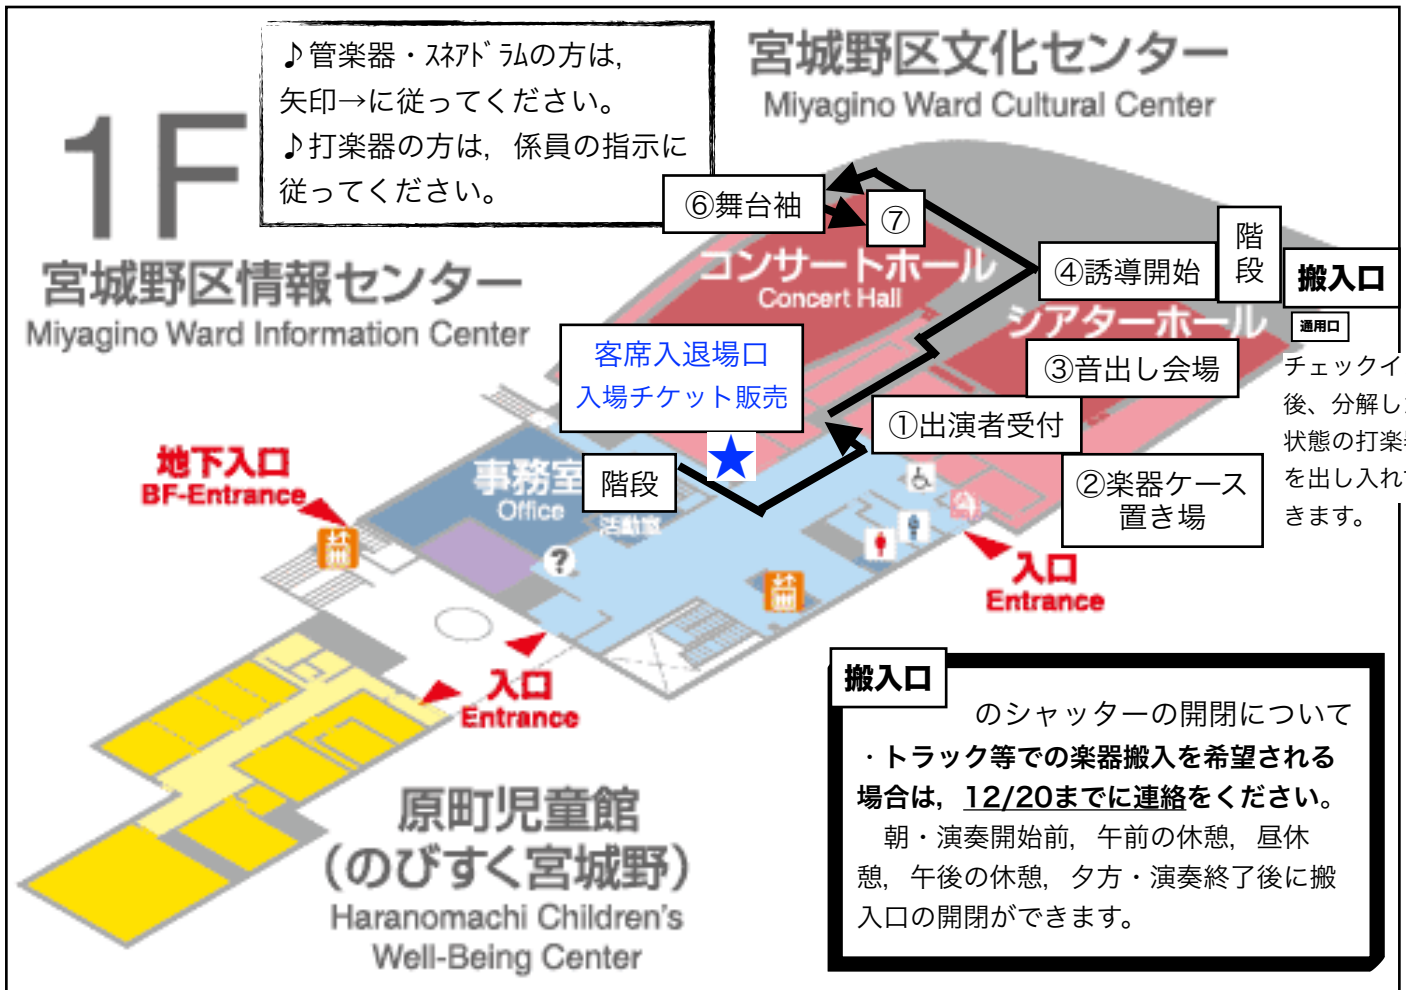 ♪管楽器・ｽﾈｱﾄﾞﾗﾑの方は，
矢印→に従ってください。
♪打楽器の方は，係員の指示に
従ってください。
宮城野区文化センター
Miyagino Ward Cultural Center
1F
宮城野区情報センター
Miyagino Ward Information Center
⑥舞台袖
⑦
コンサートホール
Concert Hall
④誘導開始
階段
搬入口
通用口
シアターホール
客席入退場口
入場チケット販売
③音出し会場
チェックイ
後、分解し
状態の打楽
を出し入れ
きます。
①出演者受付
②楽器ケース
置き場
階段
事務室
Office
活動室
地下入口
BF-Entrance
?
入口
Entrance
入口
Entrance
原町児童館
（のびすく宮城野）
Haranomachi Children's
Well-Being Center
搬入口
のシャッターの開閉について
・トラック等での楽器搬入を希望される
場合は，12/20までに連絡をください。
朝・演奏開始前，午前の休憩，昼休
憩，午後の休憩，夕方・演奏終了後に搬
入口の開閉ができます。